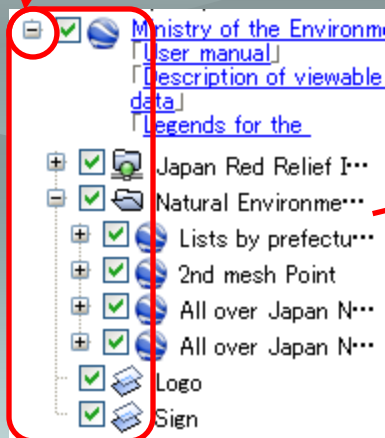 Ministry of the Environme
「User manual」
「Description of viewable
data」
「Legends for the
Japan Red Relief I…
Natural Environme…
Lists by prefectu…
2nd mesh Point
All over Japan N…
All over Japan N…
Logo
Sign